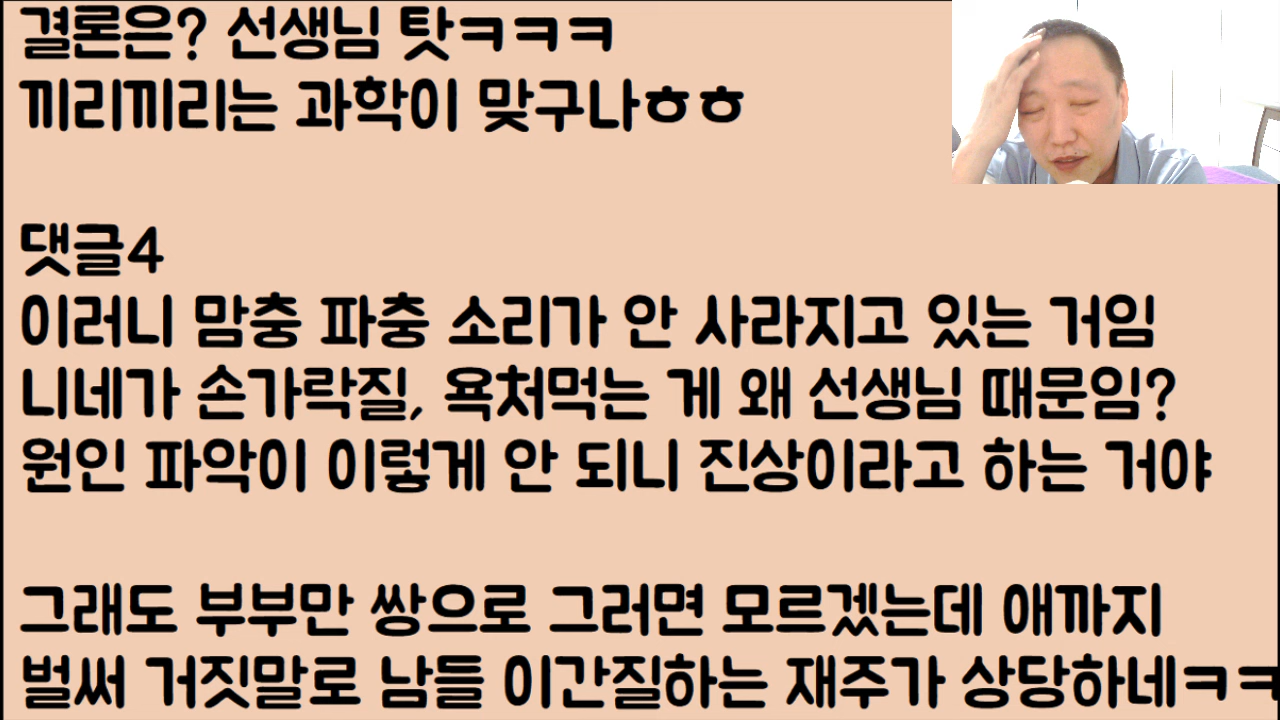 결론은? 선생님 탓ㅋㅋㅋ
끼리끼리는 과학이 맞구나ㅎㅎ
댓글4
이러니 맘충 파충 소리가 안 사라지고 있는 거임
니네가 손가락질, 욕처먹는 게 왜 선생님 때문임?
원인 파악이 이렇게 안 되니 진상이라고 하는 거야
그래도 부부만 쌍으로 그러면 모르겠는데 애까지
벌써 거짓말로 남들 이간질하는 재주가 상당하네ㅋㅋ